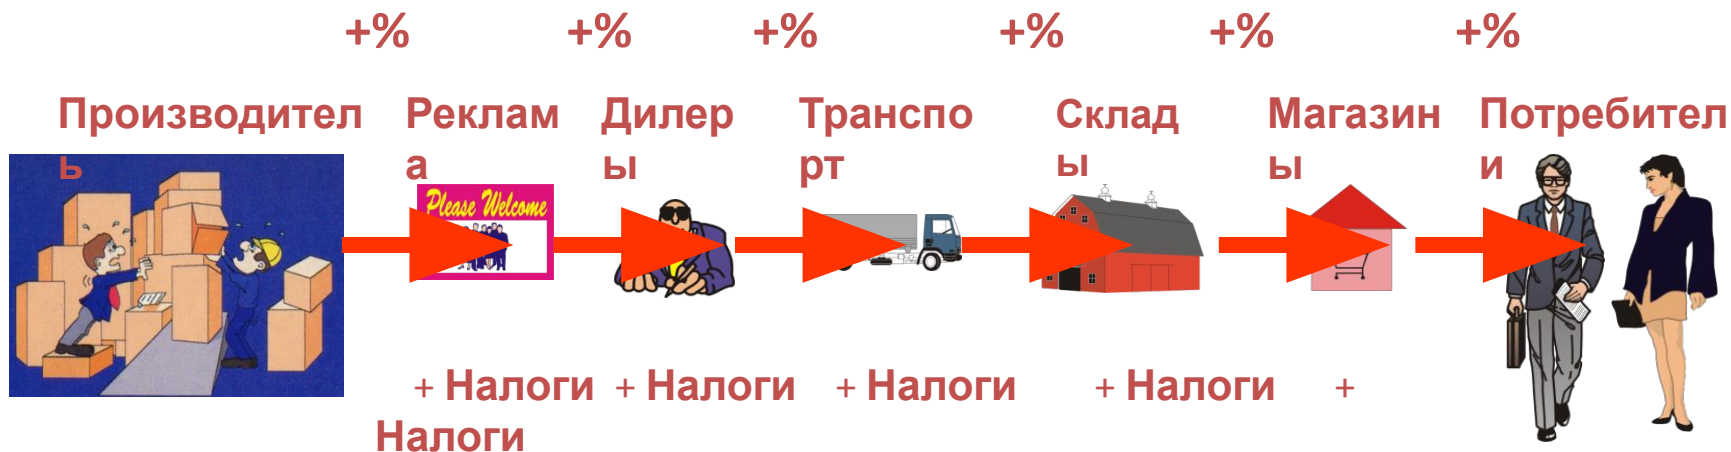 +% +% +% +% +% +%
Производител Реклам Дилер Транспо Склад Магазин Потребител
ь а ы рт ы ы и
Please Welcome
+ Налоги + Налоги + Налоги + Налоги +
Налоги